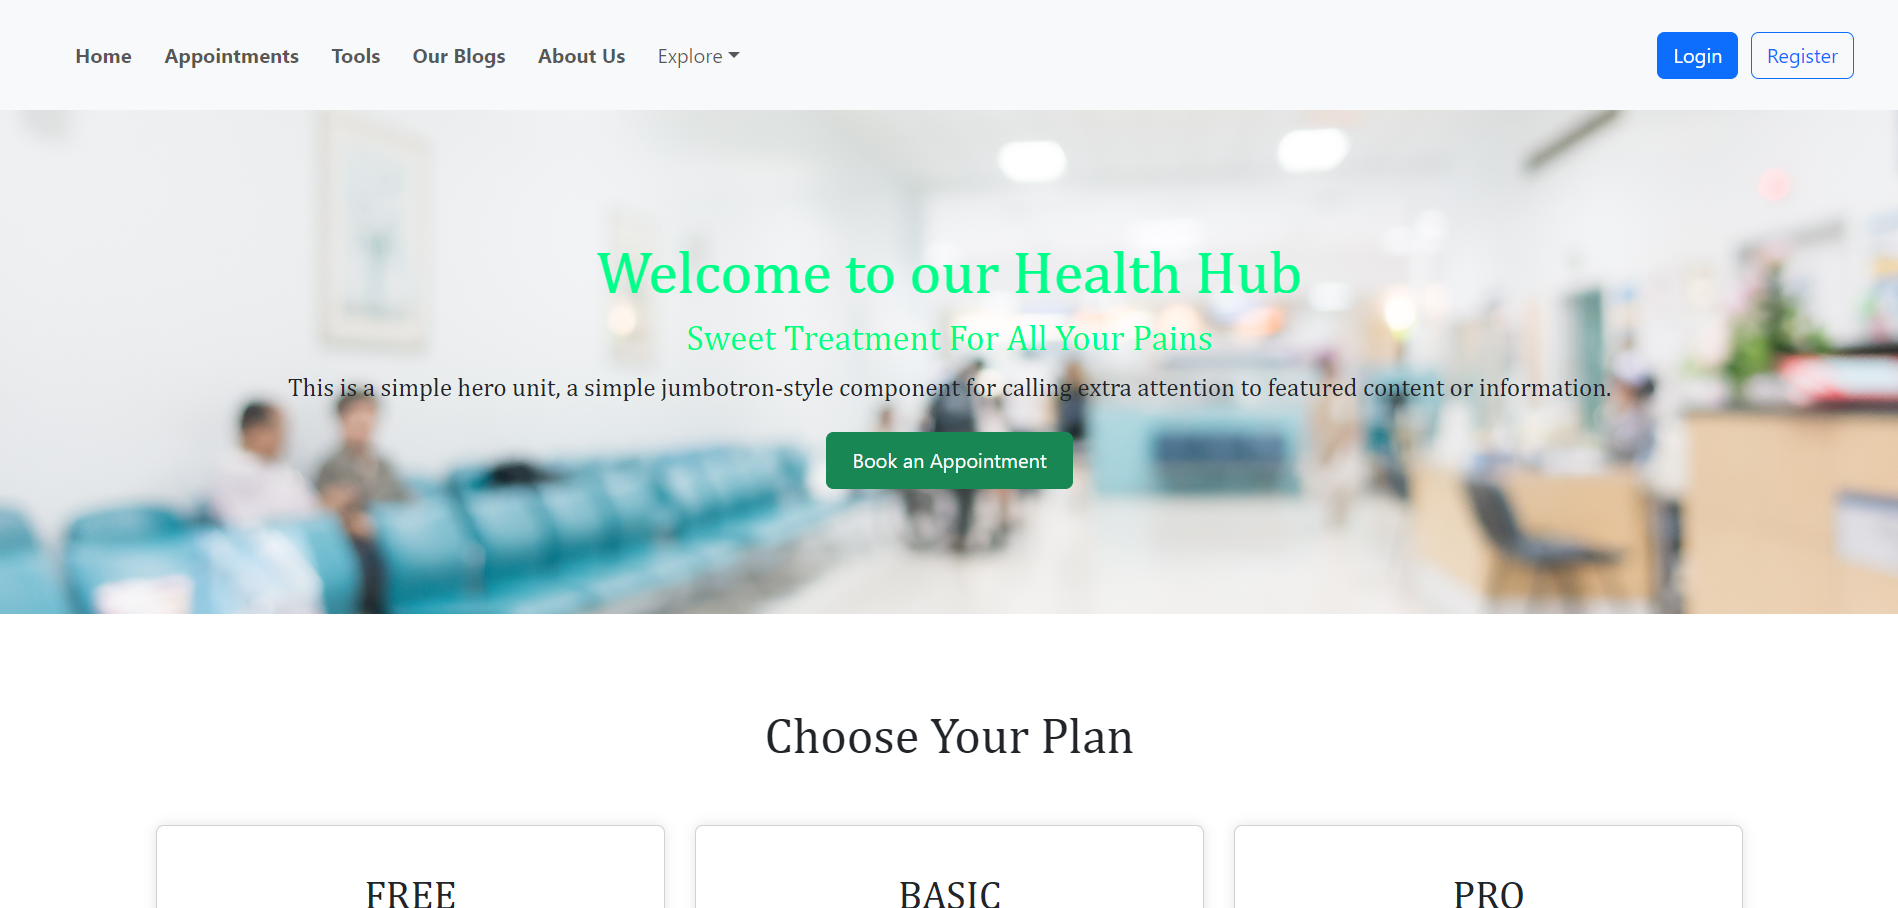 Home Appointments Tools Our Blogs About Us Explore Login Register
Welcome to our Health Hub
Sweet Treatment For All Your Pains
This is a simple hero unit, a simple jumbotron-style component for calling extra attention to featured content or information.
Book an Appointment
Choose Your Plan
FREE BASIC PRO